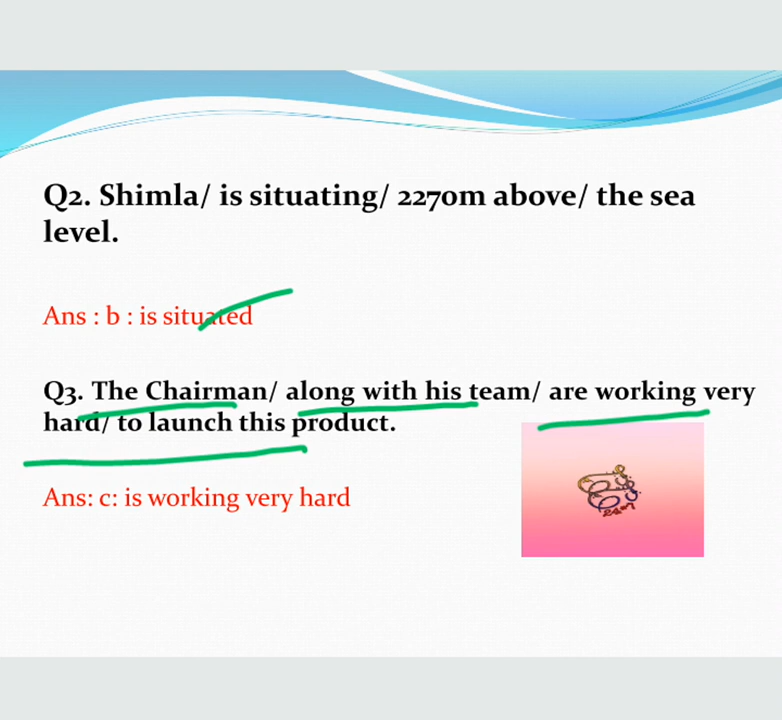 Q2. Shimla/ is situating/ 2270m above/ the sea
level.
Ans : b : is situated
Q3. The Chairman/ along with his team/ are working very
hard/ to launch this product.
Ans: c: is working very hard